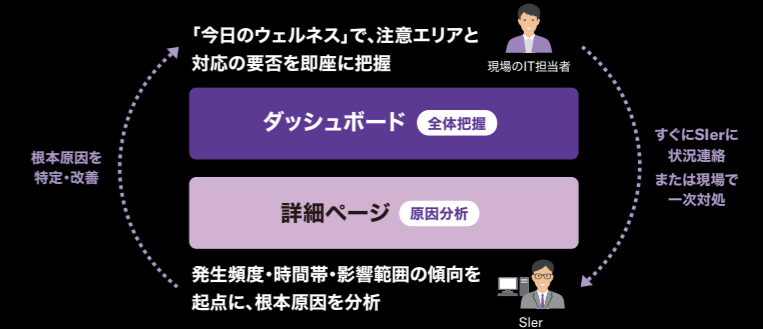 「今日のウェルネス」で、注意エリアと
対応の要否を即座に把握
現場のIT担当者
ダッシュボード 全体把握
根本原因を
特定・改善
すぐにSIerに
状況連絡
または現場で
一次対処
詳細ページ 原因分析
発生頻度・時間帯・影響範囲の傾向を
起点に、根本原因を分析
SIer